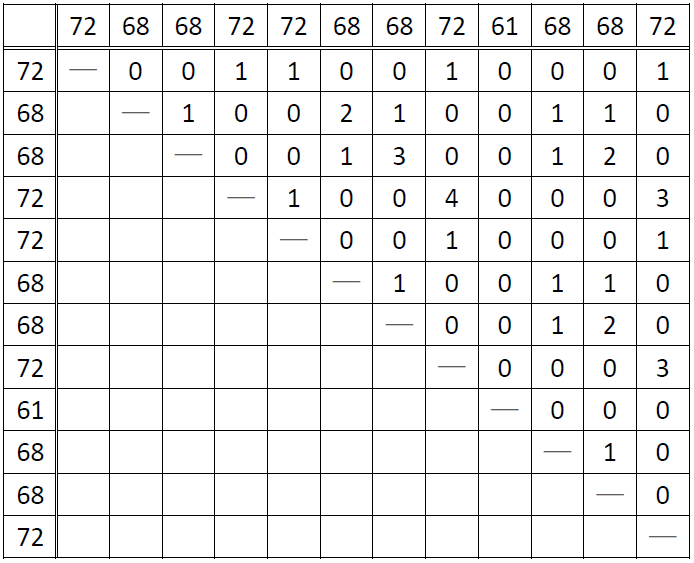 72 68 68 72 72 68 68 72 61 68 68 72
72 — 0 0 1 1 0 0 1 0 0 0 1
68 — 1 0 0 2 1 0 0 1 1 0
68 — 0 0 1 3 0 0 1 2 0
72 — 1 0 0 4 0 0 0 3
72 — 0 0 1 0 0 0 1
68 — 1 0 0 1 1 0
68 — 0 0 1 2 0
72 — 0 0 0 3
61 — 0 0 0
68 — 1 0
68 — 0
72 —